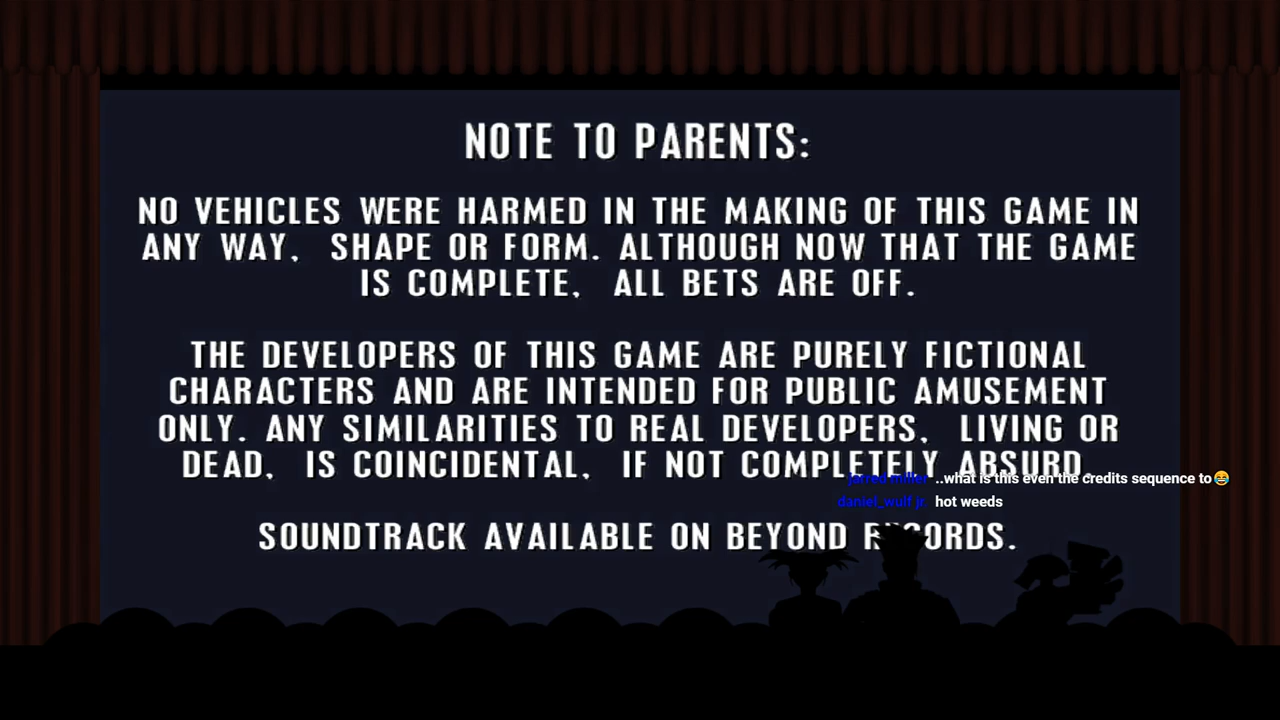 NOTE TO PARENTS:
NO VEHICLES WERE HARMED IN THE MAKING OF THIS GAME IN
ANY WAY, SHAPE OR FORM. ALTHOUGH NOW THAT THE GAME
IS COMPLETE, ALL BETS ARE OFF.
THE DEVELOPERS OF THIS GAME ARE PURELY FICTIONAL
CHARACTERS AND ARE INTENDED FOR PUBLIC AMUSEMENT
ONLY. ANY SIMILARITIES TO REAL DEVELOPERS, LIVING OR
DEAD, IS COINCIDENTAL, IF NOT COMPLETELY ABSURD.
jarred miller ..what is this even the credits sequence to😂
daniel_wulf jr. hot weeds
SOUNDTRACK AVAILABLE ON BEYOND RECORDS.